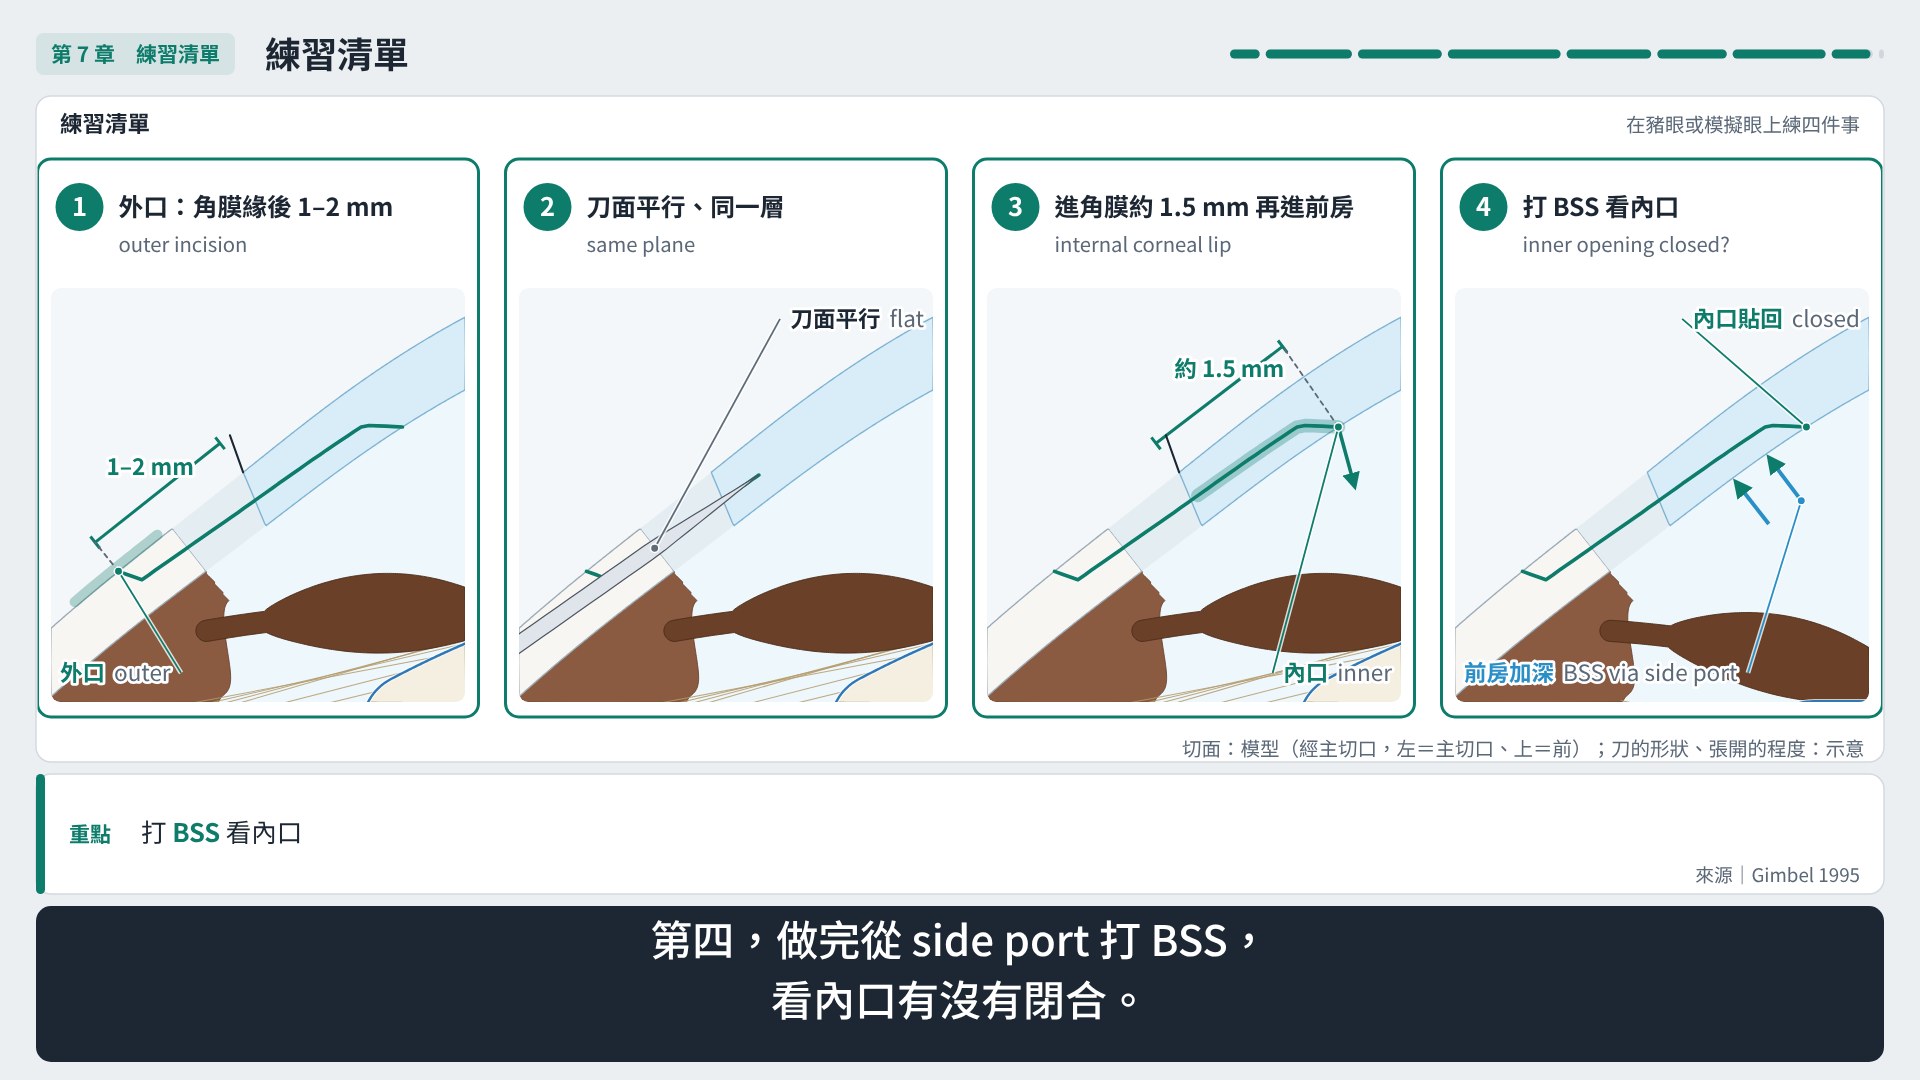 第 7 章 練習清單
練習清單
練習清單
在豬眼或模擬眼上練四件事
1
外口：角膜緣後 1–2 mm
outer incision
1–2 mm
外口 outer
2
刀面平行、同一層
same plane
刀面平行 flat
3
進角膜約 1.5 mm 再進前房
internal corneal lip
約 1.5 mm
內口 inner
4
打 BSS 看內口
inner opening closed?
內口貼回 closed
前房加深 BSS via side port
切面：模型（經主切口，左＝主切口、上＝前）；刀的形狀、張開的程度：示意
重點 打 BSS 看內口
來源｜Gimbel 1995
第四，做完從 side port 打 BSS，
看內口有沒有閉合。